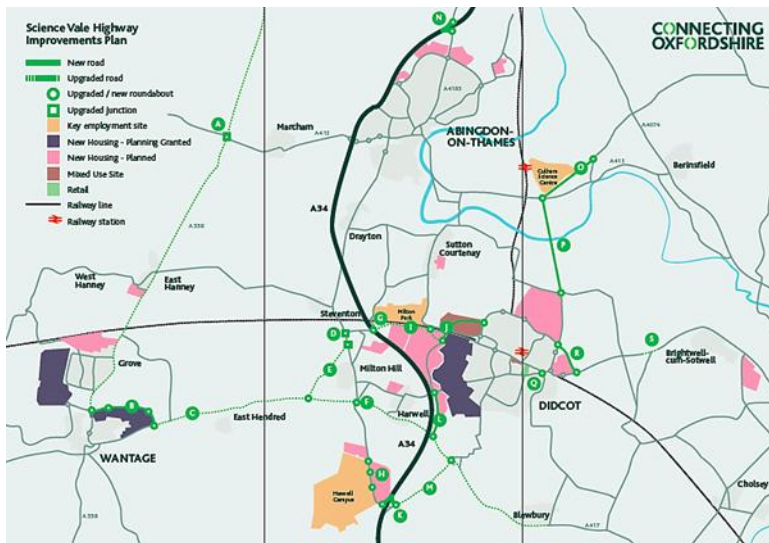 Science Vale Highway
Improvements Plan
New road
Upgraded road
Upgraded / new roundabout
Upgraded junction
Key employment site
New Housing - Planning Granted
New Housing - Planned
Mixed Use Site
Retail
Railway line
Railway station
CONNECTING
OXFORDSHIRE
N
A4183
A
Marcham
A415
ABINGDON-
ON-THAMES
A4074
Culham
Science
Centre
O
A415
Berinsfield
A338
A34
Drayton
Sutton
Courtenay
P
West
Hanney
East
Hanney
Steventon
G
Milton
Park
I
J
D
S
Grove
E
Milton Hill
R
Brightwell-
cum-Sotwell
Q
B
C
East Hendred
F
Harwell
L
DIDCOT
WANTAGE
A34
H
Harwell
Campus
M
K
Cholsey
A338
Blewbury
A417